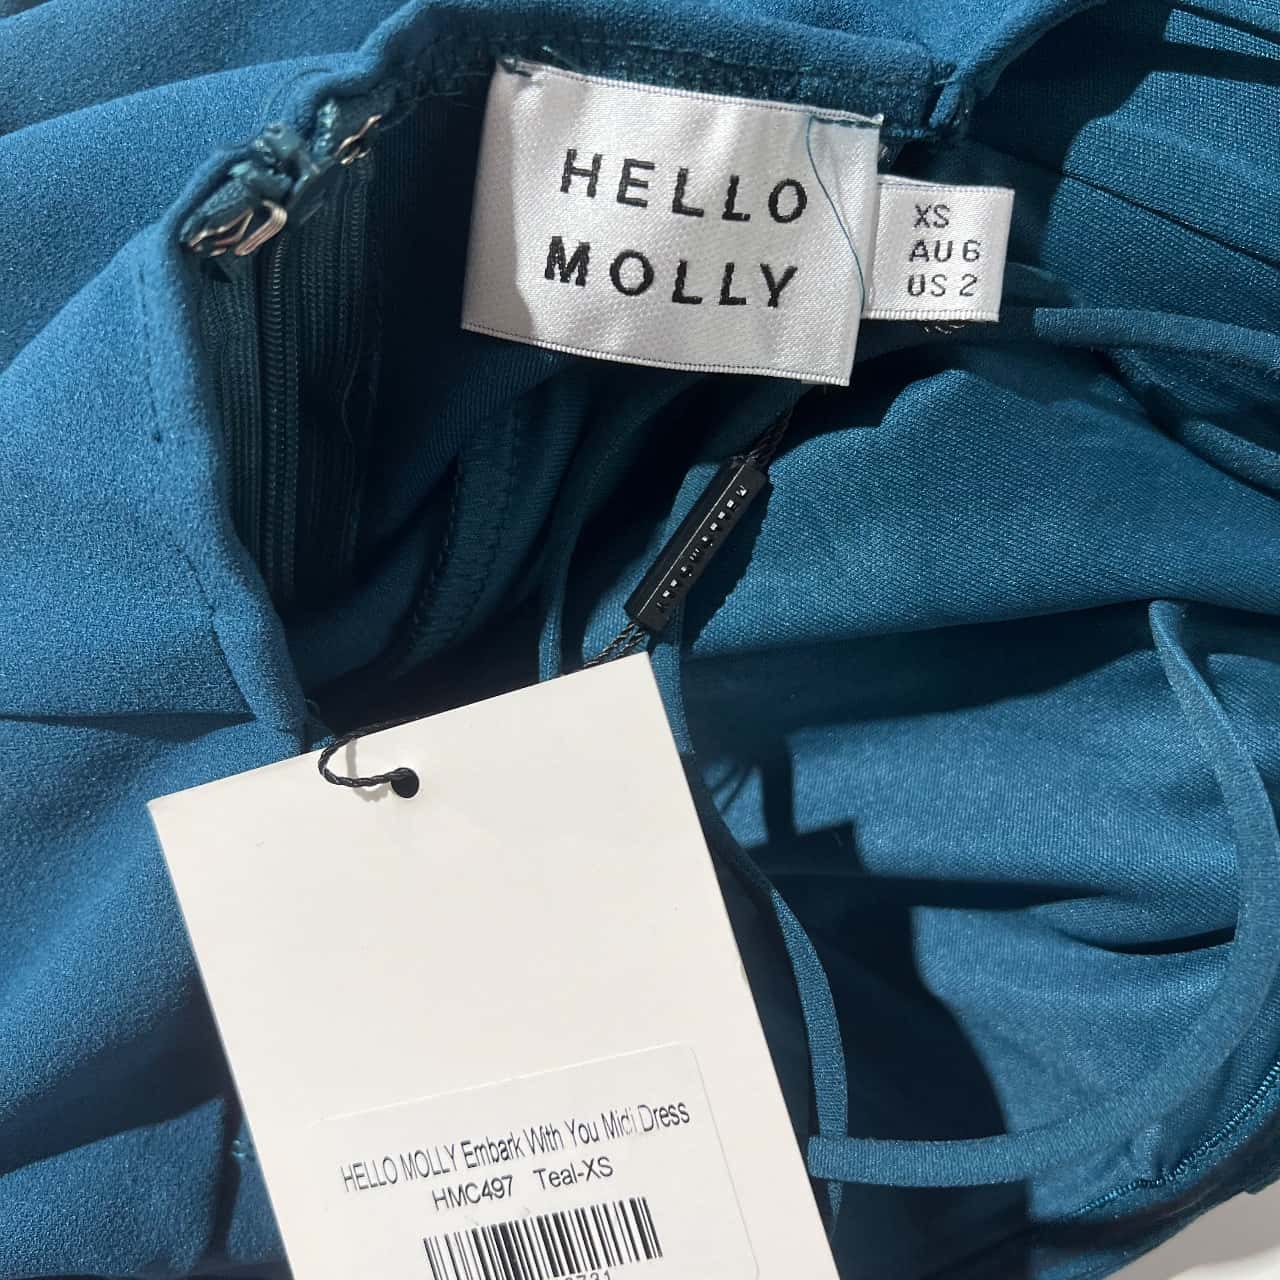 HELLO
MOLLY
XS
AU 6
US 2
HELLO MOLLY Embark With You Midi Dress
HMC497 Teal-XS